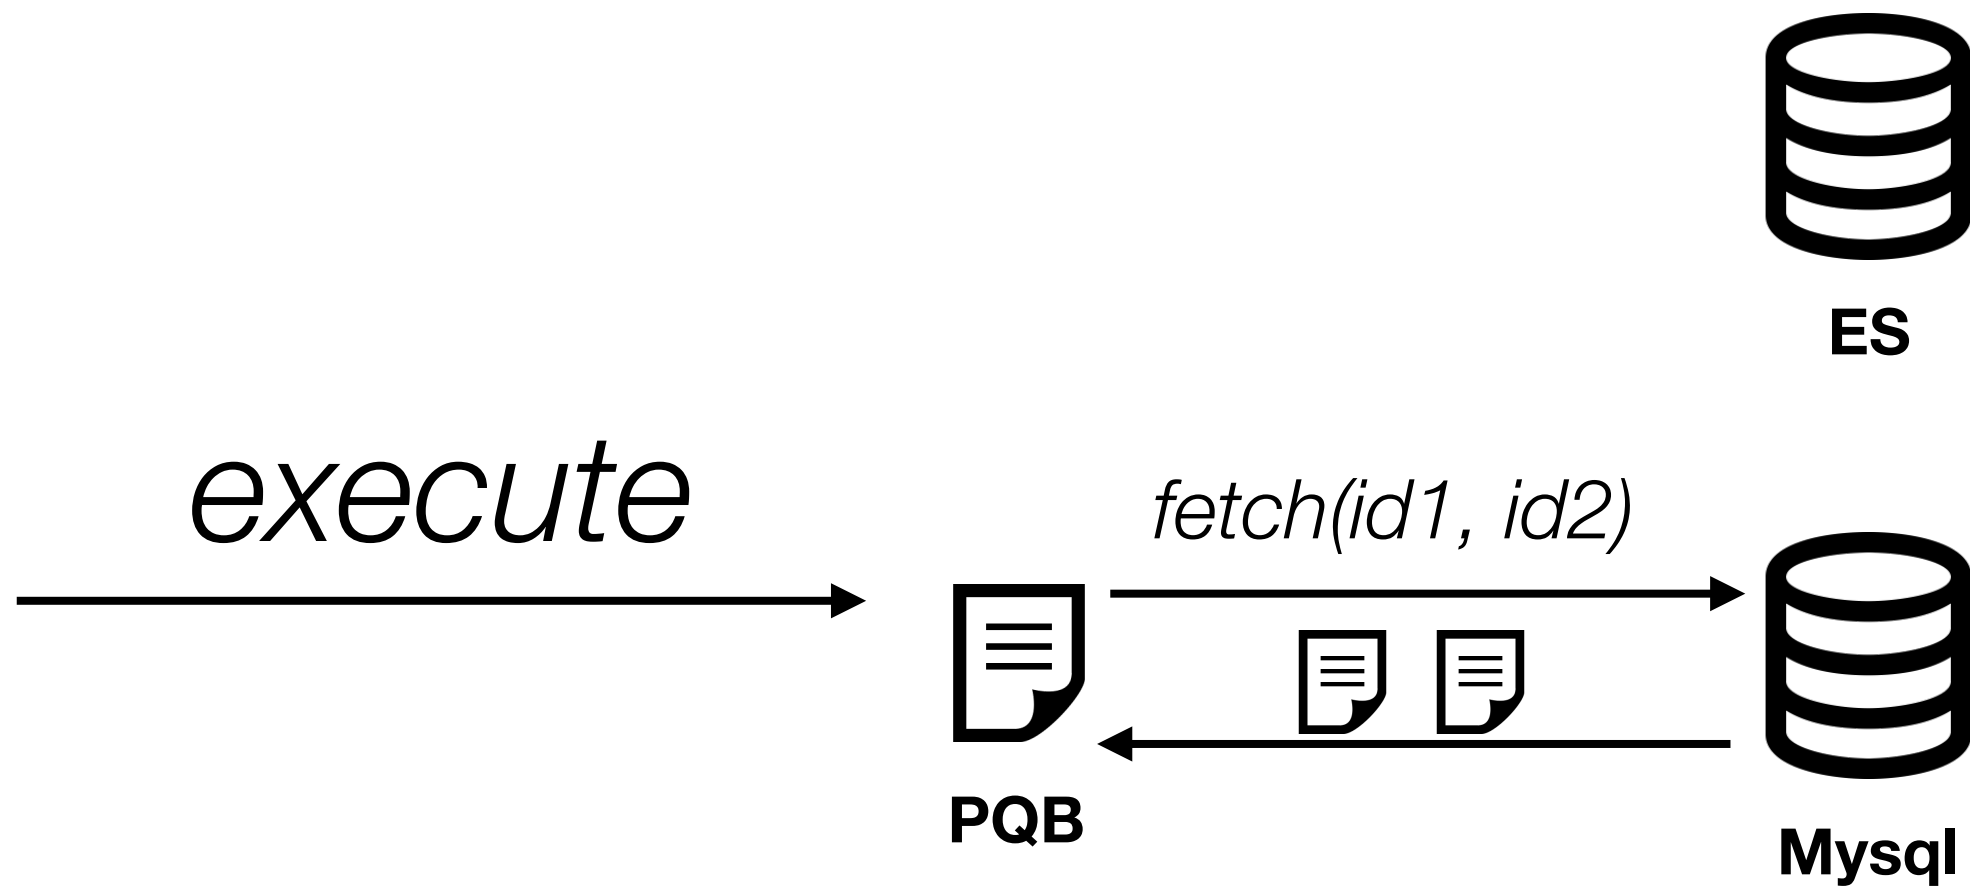 ES
execute
fetch(id1, id2)
PQB
Mysql